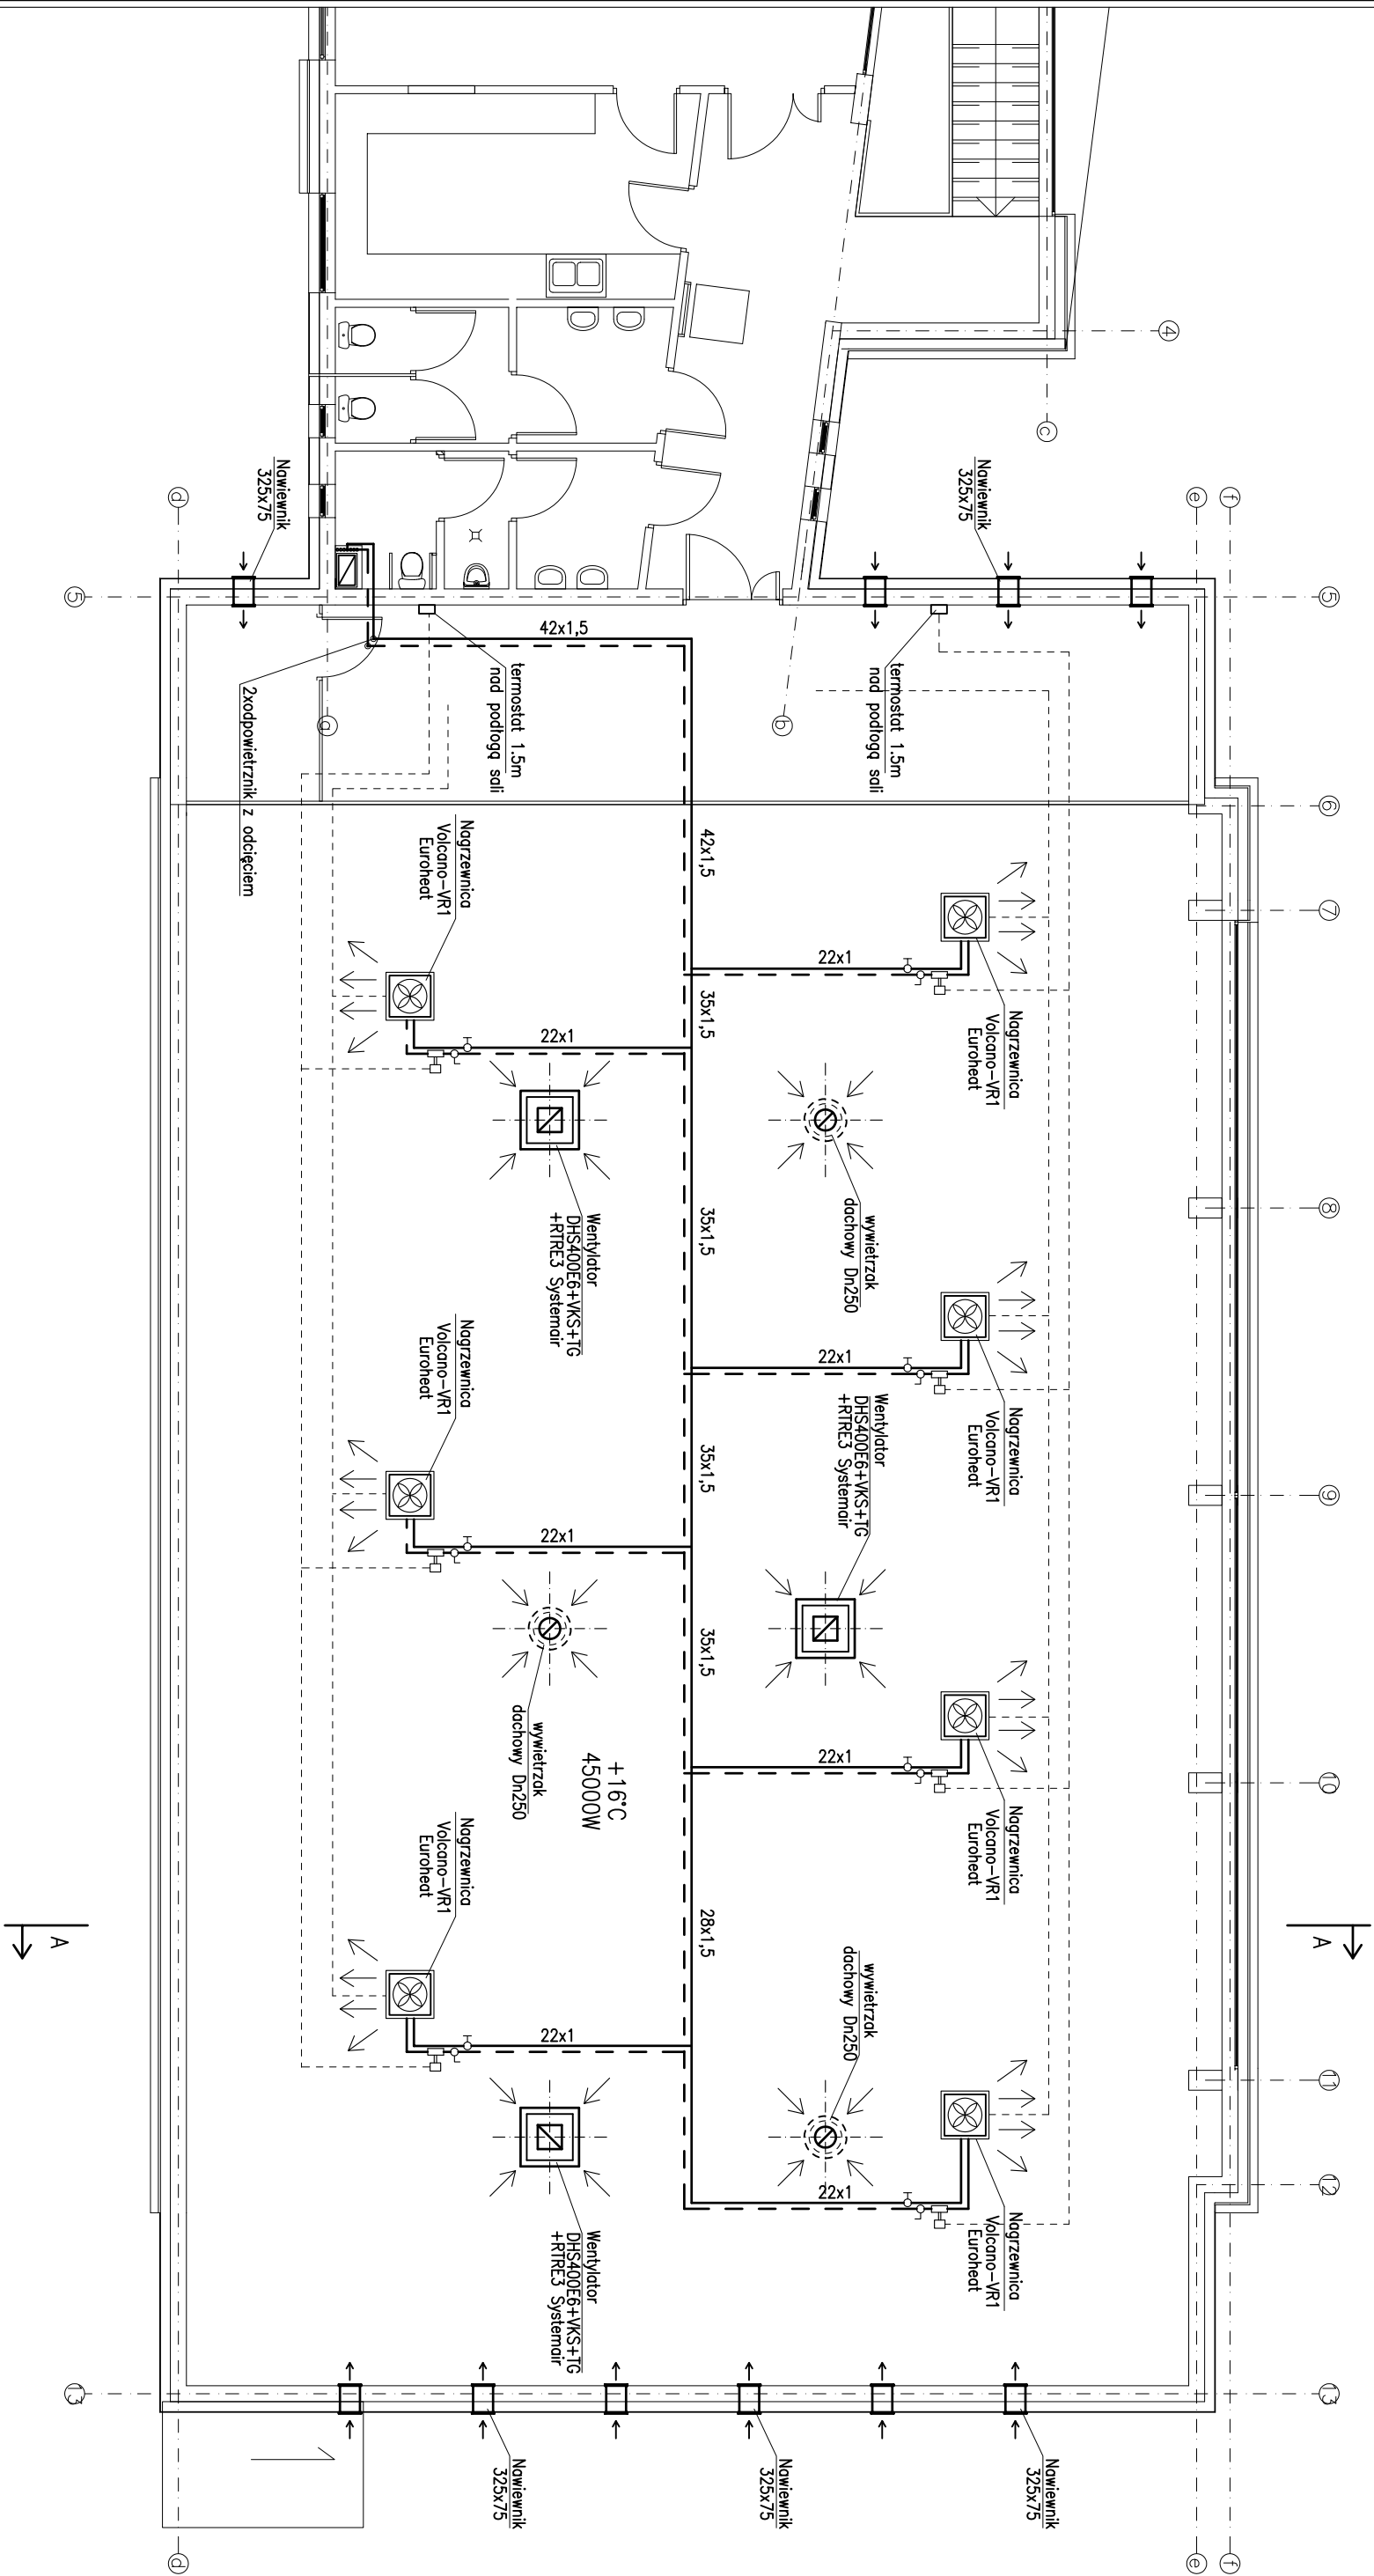 4
c
Nawiewnik
325x75
Nawiewnik
325x75
d
e
f
5
5
42x1,5
termostat 1.5m
nad podłogą sali
termostat 1.5m
nad podłogą sali
2xodpowietrznik z odcięciem
a
b
6
7
Nagrzewnica
Volcano-VR1
Euroheat
42x1,5
22x1
35x1,5
Nagrzewnica
Volcano-VR1
Euroheat
22x1
Wentylator
DHS400E6+VKS+TG
+RTRE3 Systemair
35x1,5
wywietrzak
dachowy Dn250
8
Nagrzewnica
Volcano-VR1
Euroheat
22x1
Nagrzewnica
Volcano-VR1
Euroheat
Wentylator
DHS400E6+VKS+TG
+RTRE3 Systemair
35x1,5
9
22x1
35x1,5
wywietrzak
dachowy Dn250
+16°C
45000W
22x1
10
Nagrzewnica
Volcano-VR1
Euroheat
Nagrzewnica
Volcano-VR1
Euroheat
28x1,5
wywietrzak
dachowy Dn250
A
A
22x1
11
12
22x1
Nagrzewnica
Volcano-VR1
Euroheat
Wentylator
DHS400E6+VKS+TG
+RTRE3 Systemair
13
13
Nawiewnik
325x75
Nawiewnik
325x75
Nawiewnik
325x75
1
d
e
f